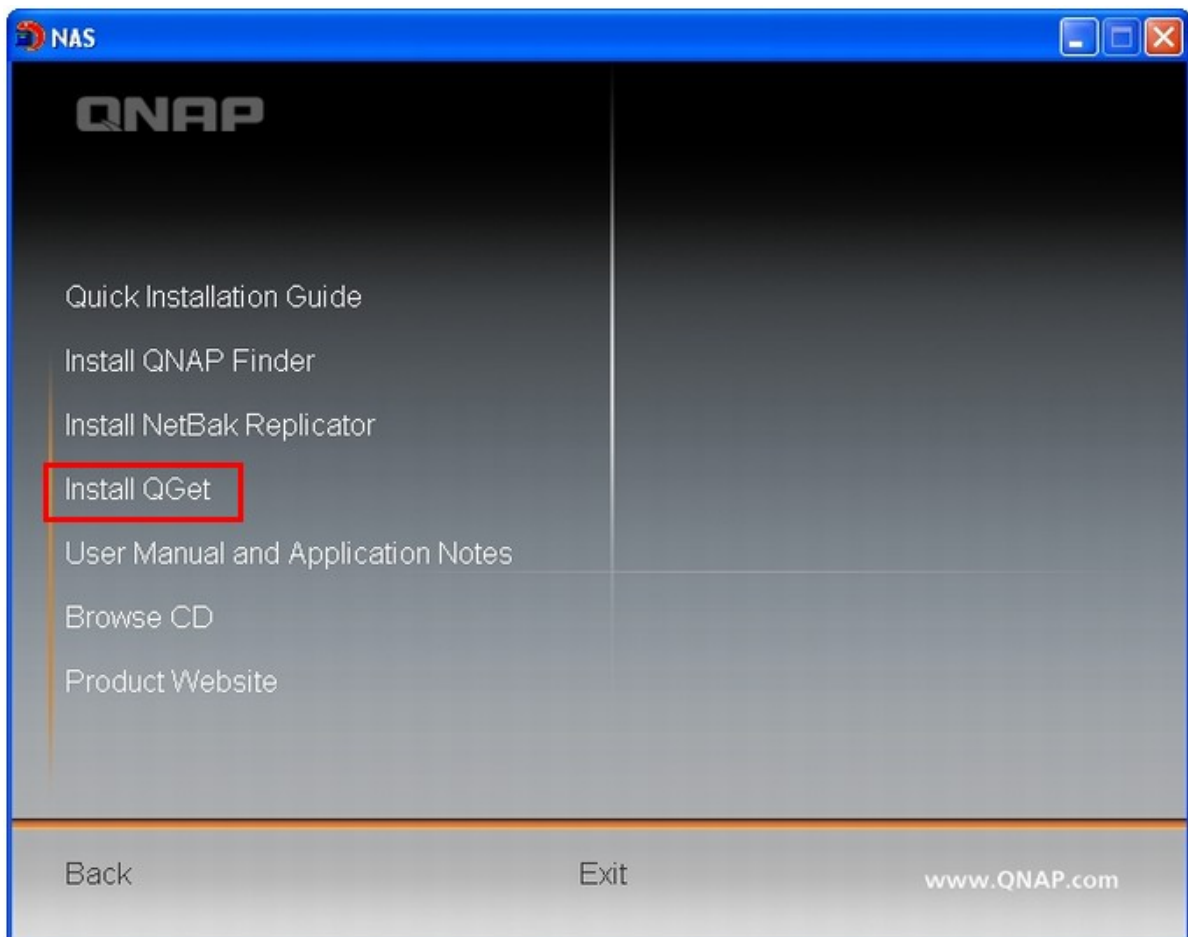 NAS
QNAP
Quick Installation Guide
Install QNAP Finder
Install NetBak Replicator
Install QGet
User Manual and Application Notes
Browse CD
Product Website
Back Exit www.QNAP.com